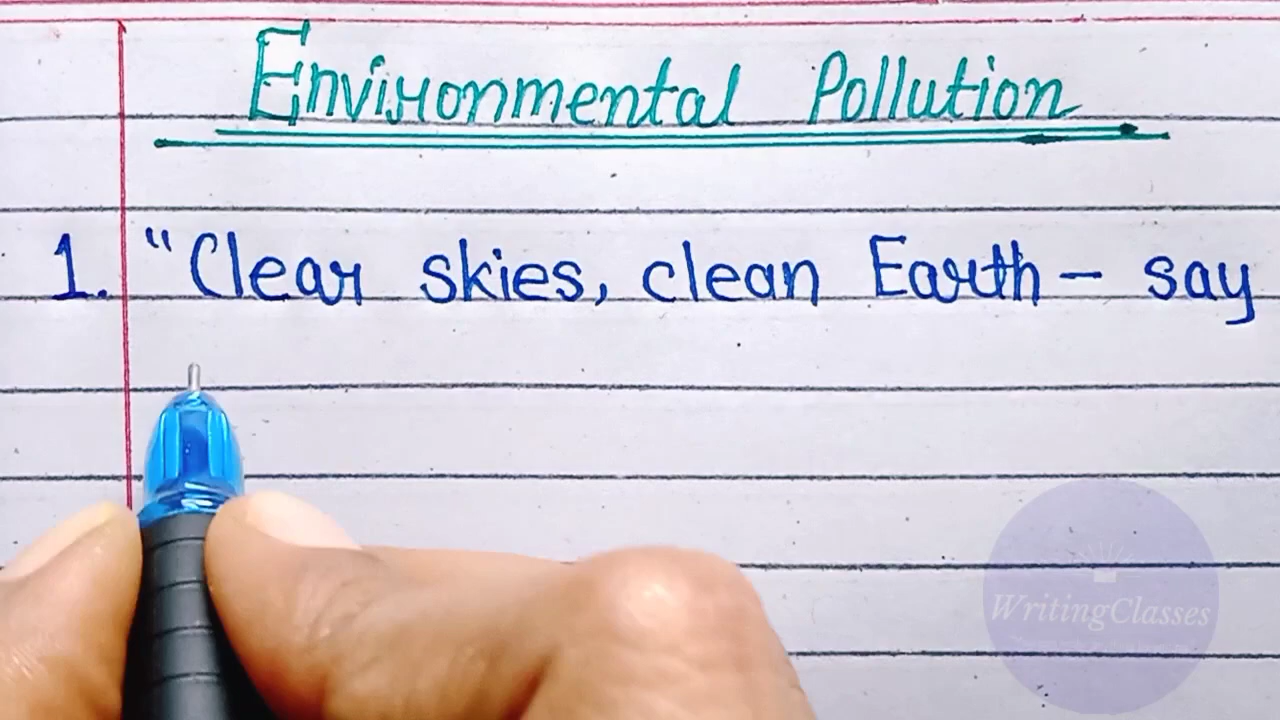 Environmental Pollution
1. "Clear skies, clean Earth – say
WritingClasses